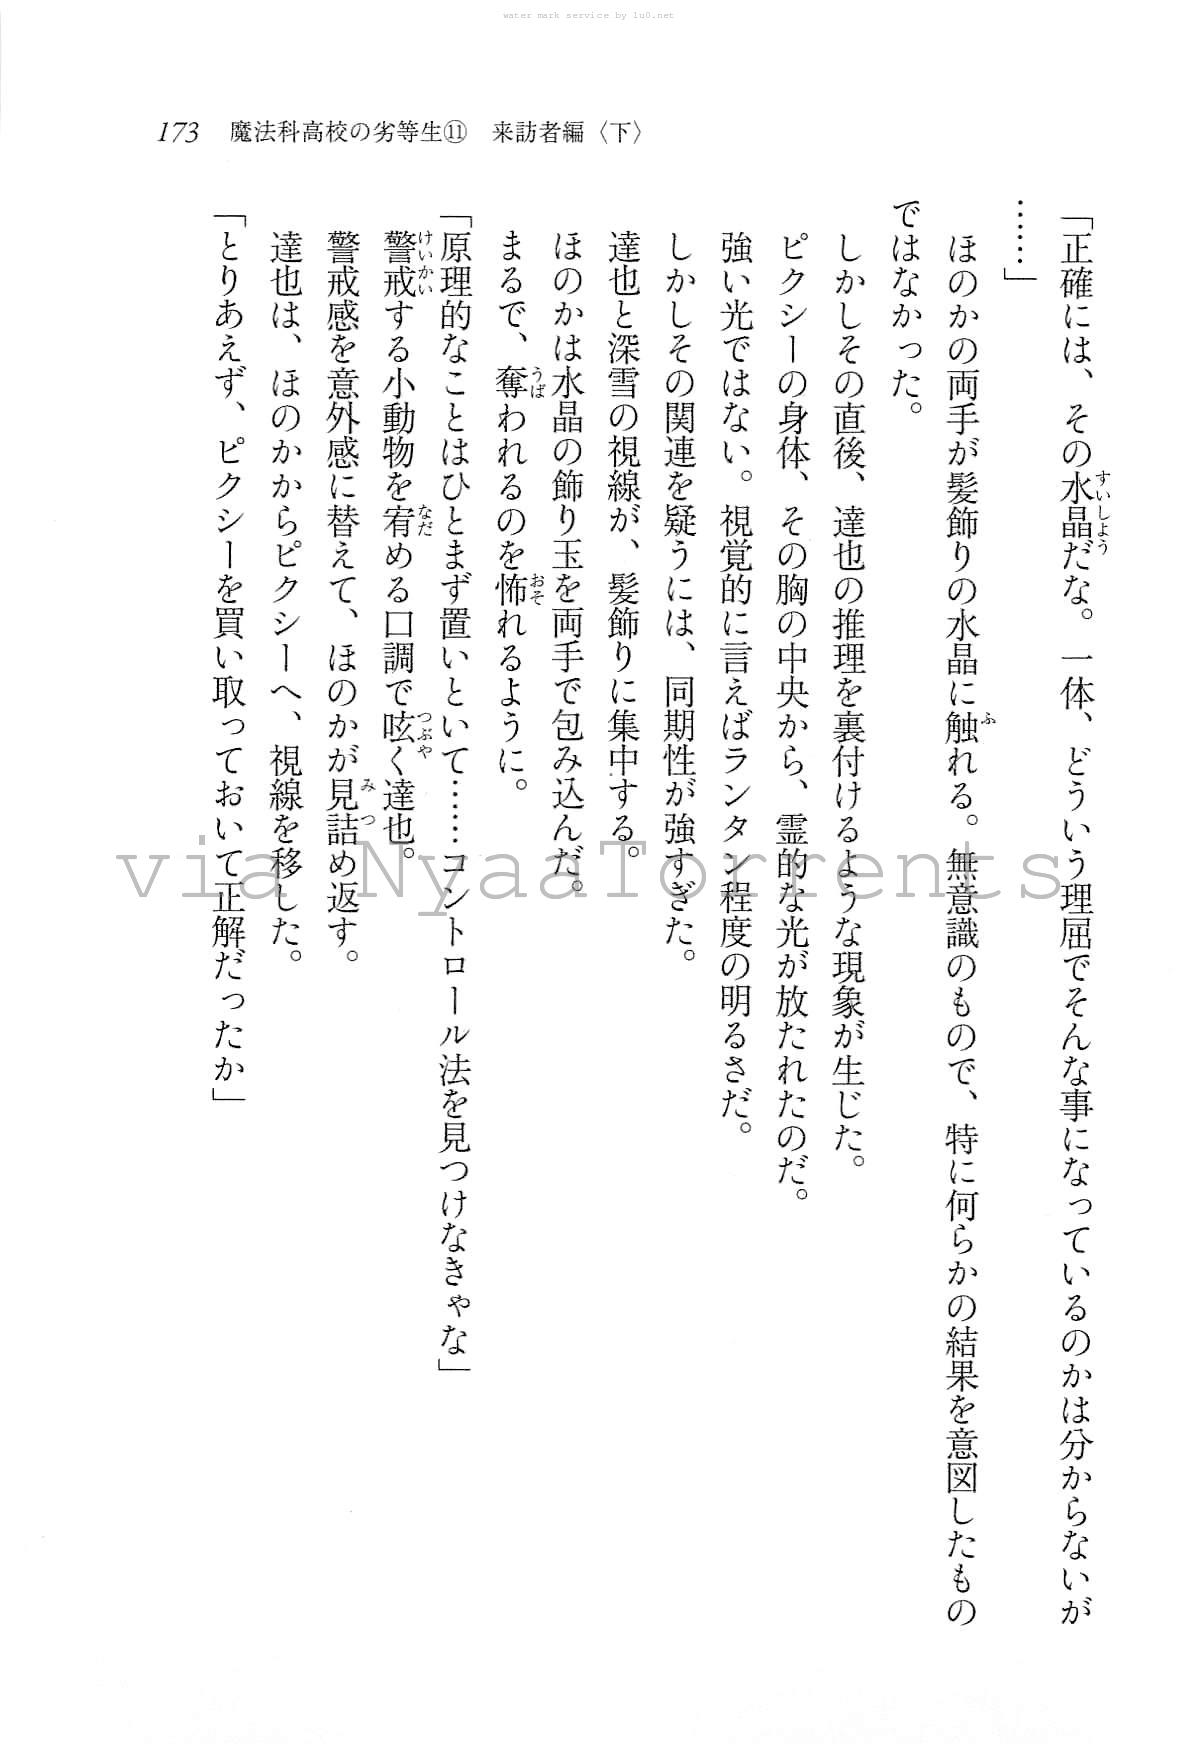 water mark service by lu0.net
173 魔法科高校の劣等生⑪ 来訪者編〈下〉
「正確には、その水晶だな。一体、どういう理屈でそんな事になっているのかは分からないが
……」
ほのかの両手が髪飾りの水晶に触れる。無意識のもので、特に何らかの結果を意図したもの
ではなかった。
しかしその直後、達也の推理を裏付けるような現象が生じた。
ピクシーの身体、その胸の中央から、霊的な光が放たれたのだ。
強い光ではない。視覚的に言えばランタン程度の明るさだ。
しかしその関連を疑うには、同期性が強すぎた。
達也と深雪の視線が、髪飾りに集中する。
ほのかは水晶の飾り玉を両手で包み込んだ。
まるで、奪われるのを怖れるように。
「原理的なことはひとまず置いといて……コントロール法を見つけなきゃな」
警戒する小動物を宥める口調で呟く達也。
警戒感を意外感に替えて、ほのかが見詰め返す。
達也は、ほのかからピクシーへ、視線を移した。
「とりあえず、ピクシーを買い取っておいて正解だったか」
via NyaaTorrents